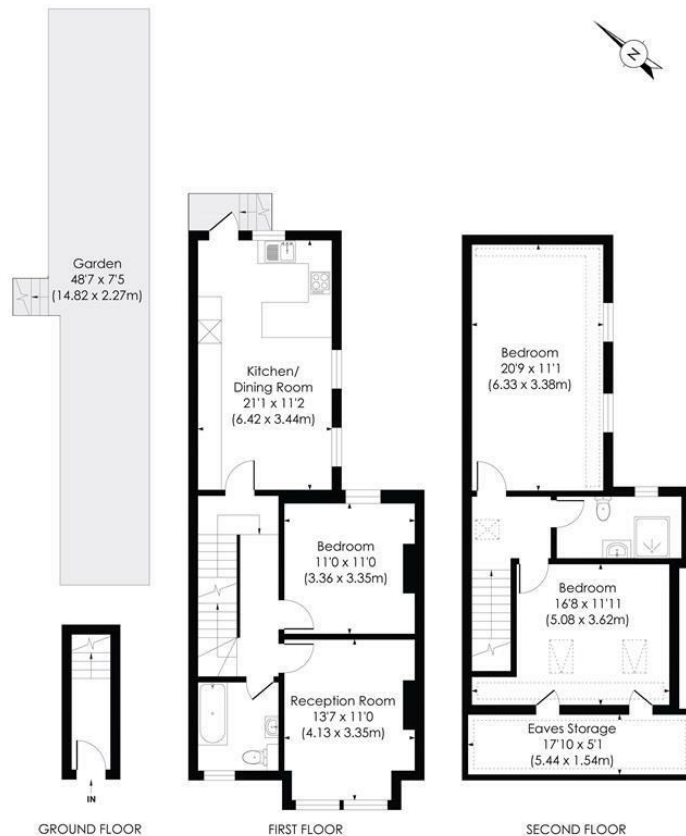 N
Garden
48'7 x 7'5
(14.82 x 2.27m)
Kitchen/
Dining Room
21'1 x 11'2
(6.42 x 3.44m)
Bedroom
11'0 x 11'0
(3.36 x 3.35m)
Reception Room
13'7 x 11'0
(4.13 x 3.35m)
Bedroom
20'9 x 11'1
(6.33 x 3.38m)
Bedroom
16'8 x 11'11
(5.08 x 3.62m)
Eaves Storage
17'10 x 5'1
(5.44 x 1.54m)
IN
GROUND FLOOR
FIRST FLOOR
SECOND FLOOR